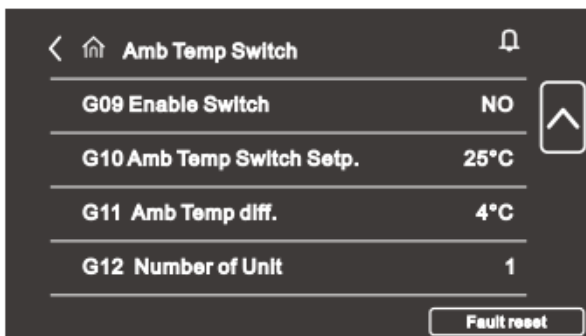 Amb Temp Switch
G09 Enable Switch NO
G10 Amb Temp Switch Setp. 25°C
G11 Amb Temp diff. 4°C
G12 Number of Unit 1
Fault reset